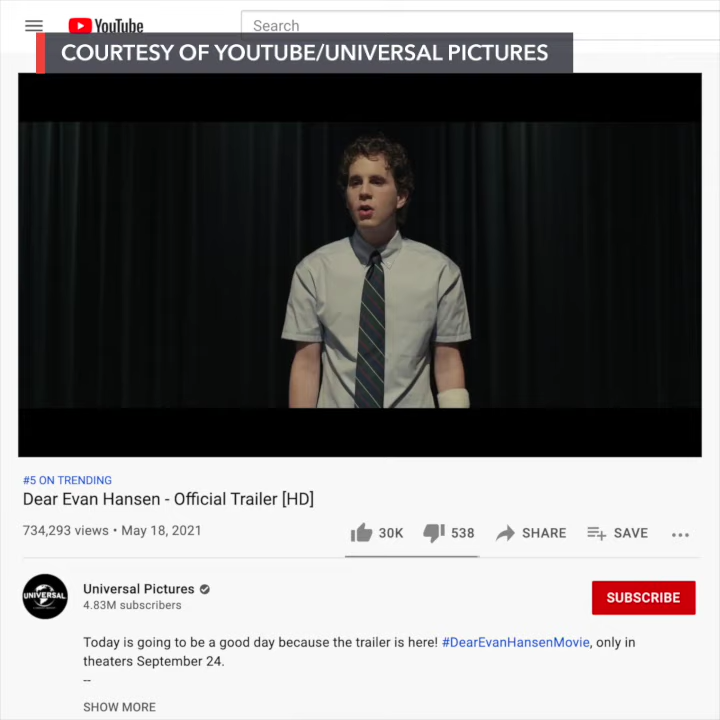 YouTube
Search
COURTESY OF YOUTUBE/UNIVERSAL PICTURES
#5 ON TRENDING
Dear Evan Hansen - Official Trailer [HD]
734,293 views • May 18, 2021
30K
538
SHARE
SAVE
UNIVERSAL
Universal Pictures
4.83M subscribers
SUBSCRIBE
Today is going to be a good day because the trailer is here! #DearEvanHansenMovie, only in
theaters September 24.
--
SHOW MORE